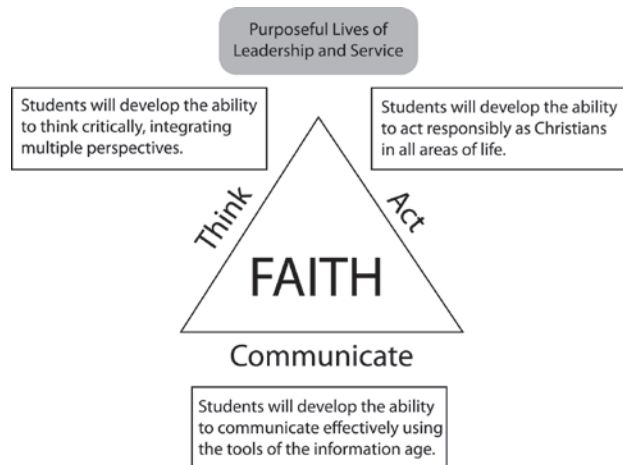 Purposeful Lives of
Leadership and Service
Students will develop the ability
to think critically, integrating
multiple perspectives.
Students will develop the ability
to act responsibly as Christians
in all areas of life.
Think
Act
FAITH
Communicate
Students will develop the ability
to communicate effectively using
the tools of the information age.